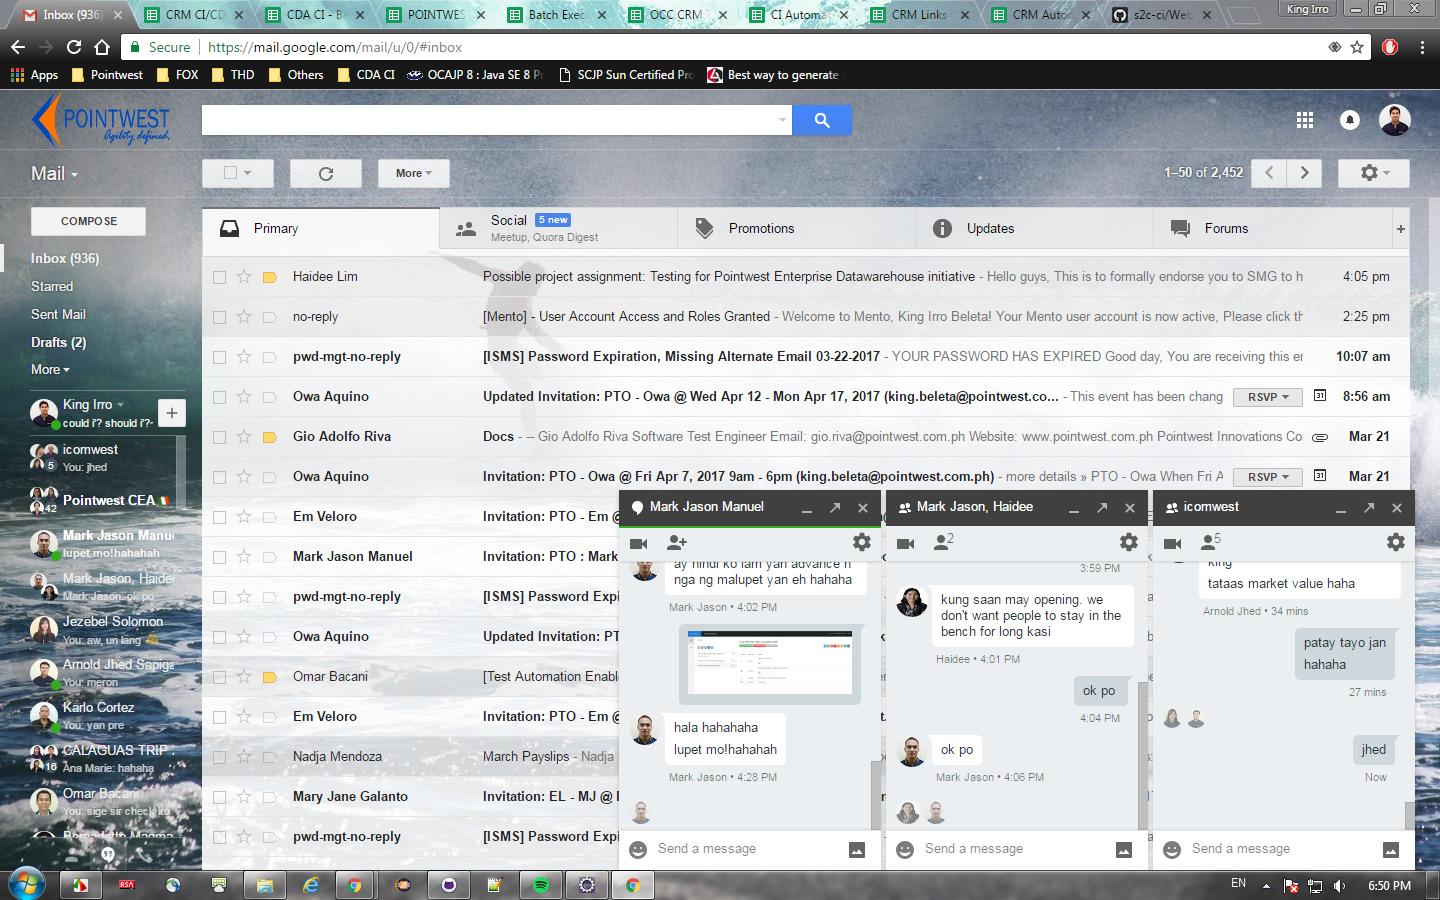 Inbox (936)
CRM CI/CD
CDA CI - B
POINTWES
Batch Exec
OCC CRM
CI Automa
CRM Links
CRM Auto
s2c-ci/Web
King Irro
Secure
https://mail.google.com/mail/u/0/#inbox
Apps
Pointwest
FOX
THD
Others
CDA CI
OCAJP 8 : Java SE 8 P
SCJP Sun Certified Pro
Best way to generate
POINTWEST
Agility defined.
Mail
More
1–50 of 2,452
COMPOSE
Inbox (936)
Starred
Sent Mail
Drafts (2)
More
King Irro
could i'? should i'?
icomwest
5
You: jhed
Pointwest CEA
42
Mark Jason Manu
lupet mo!hahahah
Mark Jason, Haide
Mark Jason: ok po
Jezebel Solomon
You: aw, un lang
Arnold Jhed Sapiga
You: meron
Karlo Cortez
You: yan pre
CALAGUAS TRIP
16
Ana Marie: hahaha
Omar Bacani
You: sige sir check ko
Bernadette Magma
Primary
Social
5 new
Meetup, Quora Digest
Promotions
Updates
Forums
+
Haidee Lim
Possible project assignment: Testing for Pointwest Enterprise Datawarehouse initiative - Hello guys, This is to formally endorse you to SMG to h
4:05 pm
no-reply
[Mento] - User Account Access and Roles Granted - Welcome to Mento, King Irro Beleta! Your Mento user account is now active, Please click th
2:25 pm
pwd-mgt-no-reply
[ISMS] Password Expiration, Missing Alternate Email 03-22-2017 - YOUR PASSWORD HAS EXPIRED Good day, You are receiving this er
10:07 am
Owa Aquino
Updated Invitation: PTO - Owa @ Wed Apr 12 - Mon Apr 17, 2017 (king.beleta@pointwest.co... - This event has been chang
RSVP
31
8:56 am
Gio Adolfo Riva
Docs - -- Gio Adolfo Riva Software Test Engineer Email: gio.riva@pointwest.com.ph Website: www.pointwest.com.ph Pointwest Innovations Co
Mar 21
Owa Aquino
Invitation: PTO - Owa @ Fri Apr 7, 2017 9am - 6pm (king.beleta@pointwest.com.ph) - more details » PTO - Owa When Fri A
RSVP
31
Mar 21
Em Veloro
Invitation: PTO - Em @
Mark Jason Manuel
Invitation: PTO : Mark
pwd-mgt-no-reply
[ISMS] Password Expi
Owa Aquino
Updated Invitation: PT
Omar Bacani
[Test Automation Enabl
Em Veloro
Invitation: PTO - Em @
Nadja Mendoza
March Payslips - Nadja
Mary Jane Galanto
Invitation: EL - MJ @ F
pwd-mgt-no-reply
[ISMS] Password Expi
Mark Jason Manuel
ay hindi ko lam yan advance n
nga ng malupet yan eh hahaha
Mark Jason • 4:02 PM
hala hahahaha
lupet mo!hahahah
Mark Jason • 4:28 PM
Send a message
Mark Jason, Haidee
2
3:59 PM
kung saan may opening. we
don't want people to stay in the
bench for long kasi
Haidee • 4:01 PM
ok po
4:04 PM
ok po
Mark Jason • 4:06 PM
Send a message
icomwest
5
king
tataas market value haha
Arnold Jhed • 34 mins
patay tayo jan
hahaha
27 mins
jhed
Now
Send a message
RSA
EN
6:50 PM